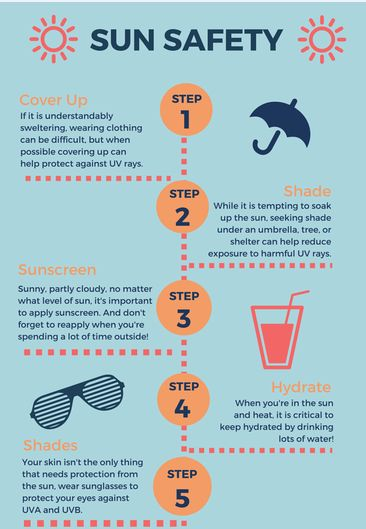 SUN SAFETY
Cover Up
If it is understandably
sweltering, wearing clothing
can be difficult, but when
possible covering up can
help protect against UV rays.
STEP
1
STEP
2
Shade
While it is tempting to soak
up the sun, seeking shade
under an umbrella, tree, or
shelter can help reduce
exposure to harmful UV rays.
Sunscreen
Sunny, partly cloudy, no matter
what level of sun, it's important
to apply sunscreen. And don't
forget to reapply when you're
spending a lot of time outside!
STEP
3
STEP
4
Hydrate
When you're in the sun
and heat, it is critical to
keep hydrated by drinking
lots of water!
Shades
Your skin isn't the only thing
that needs protection from
the sun, wear sunglasses to
protect your eyes against
UVA and UVB.
STEP
5